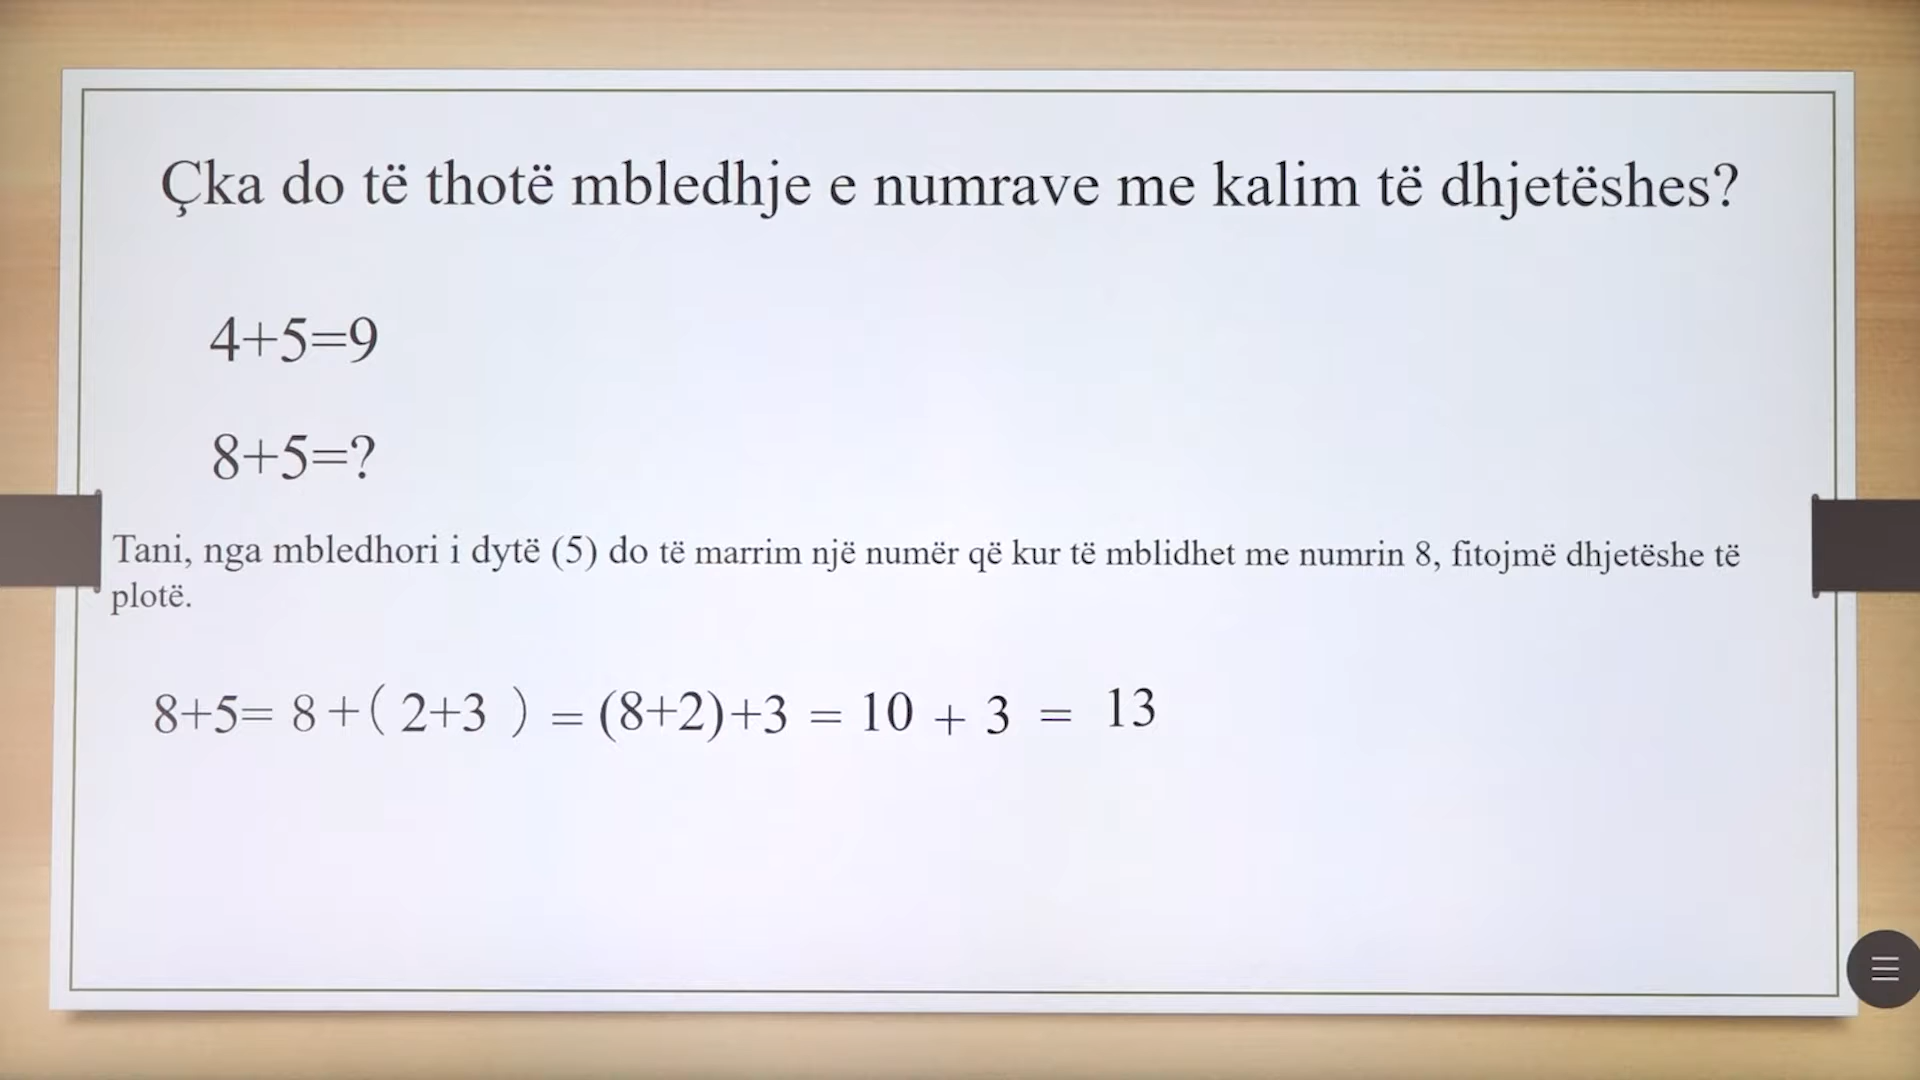 Çka do të thotë mbledhje e numrave me kalim të dhjetëshes?
4+5=9
8+5=?
Tani, nga mbledhori i dytë (5) do të marrim një numër që kur të mblidhet me numrin 8, fitojmë dhjetëshe të
plotë.
8+5= 8+( 2+3 ) = (8+2)+3 = 10 + 3 = 13